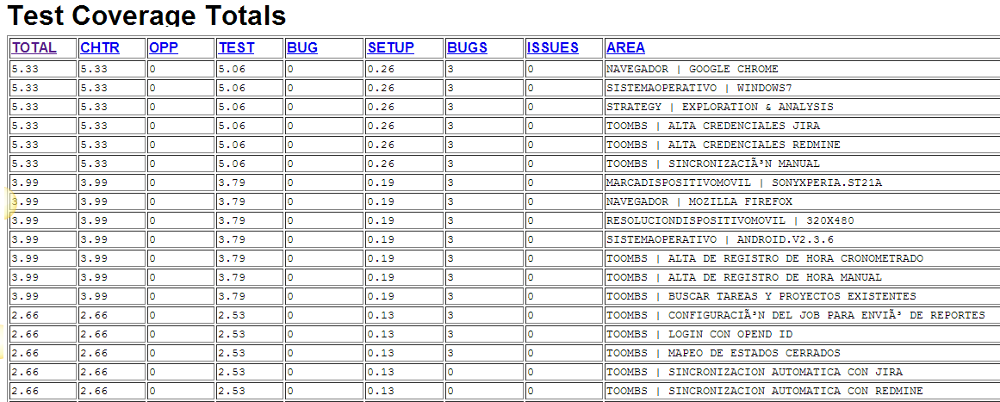 Test Coverage Totals
TOTAL CHTR OPP TEST BUG SETUP BUGS ISSUES AREA
5.33 5.33 0 5.06 0 0.26 3 0 NAVEGADOR | GOOGLE CHROME
5.33 5.33 0 5.06 0 0.26 3 0 SISTEMAOPERATIVO | WINDOWS7
5.33 5.33 0 5.06 0 0.26 3 0 STRATEGY | EXPLORATION & ANALYSIS
5.33 5.33 0 5.06 0 0.26 3 0 TOOMBS | ALTA CREDENCIALES JIRA
5.33 5.33 0 5.06 0 0.26 3 0 TOOMBS | ALTA CREDENCIALES REDMINE
5.33 5.33 0 5.06 0 0.26 3 0 TOOMBS | SINCRONIZACIÃ³N MANUAL
3.99 3.99 0 3.79 0 0.19 3 0 MARCADISPOSITIVOMOVIL | SONYXPERIA.ST21A
3.99 3.99 0 3.79 0 0.19 3 0 NAVEGADOR | MOZILLA FIREFOX
3.99 3.99 0 3.79 0 0.19 3 0 RESOLUCIONDISPOSITIVOMOVIL | 320X480
3.99 3.99 0 3.79 0 0.19 3 0 SISTEMAOPERATIVO | ANDROID.V2.3.6
3.99 3.99 0 3.79 0 0.19 3 0 TOOMBS | ALTA DE REGISTRO DE HORA CRONOMETRADO
3.99 3.99 0 3.79 0 0.19 3 0 TOOMBS | ALTA DE REGISTRO DE HORA MANUAL
3.99 3.99 0 3.79 0 0.19 3 0 TOOMBS | BUSCAR TAREAS Y PROYECTOS EXISTENTES
2.66 2.66 0 2.53 0 0.13 3 0 TOOMBS | CONFIGURACIÃ³N DEL JOB PARA ENVIÃ³ DE REPORTES
2.66 2.66 0 2.53 0 0.13 3 0 TOOMBS | LOGIN CON OPEND ID
2.66 2.66 0 2.53 0 0.13 3 0 TOOMBS | MAPEO DE ESTADOS CERRADOS
2.66 2.66 0 2.53 0 0.13 0 0 TOOMBS | SINCRONIZACION AUTOMATICA CON JIRA
2.66 2.66 0 2.53 0 0.13 0 0 TOOMBS | SINCRONIZACION AUTOMATICA CON REDMINE